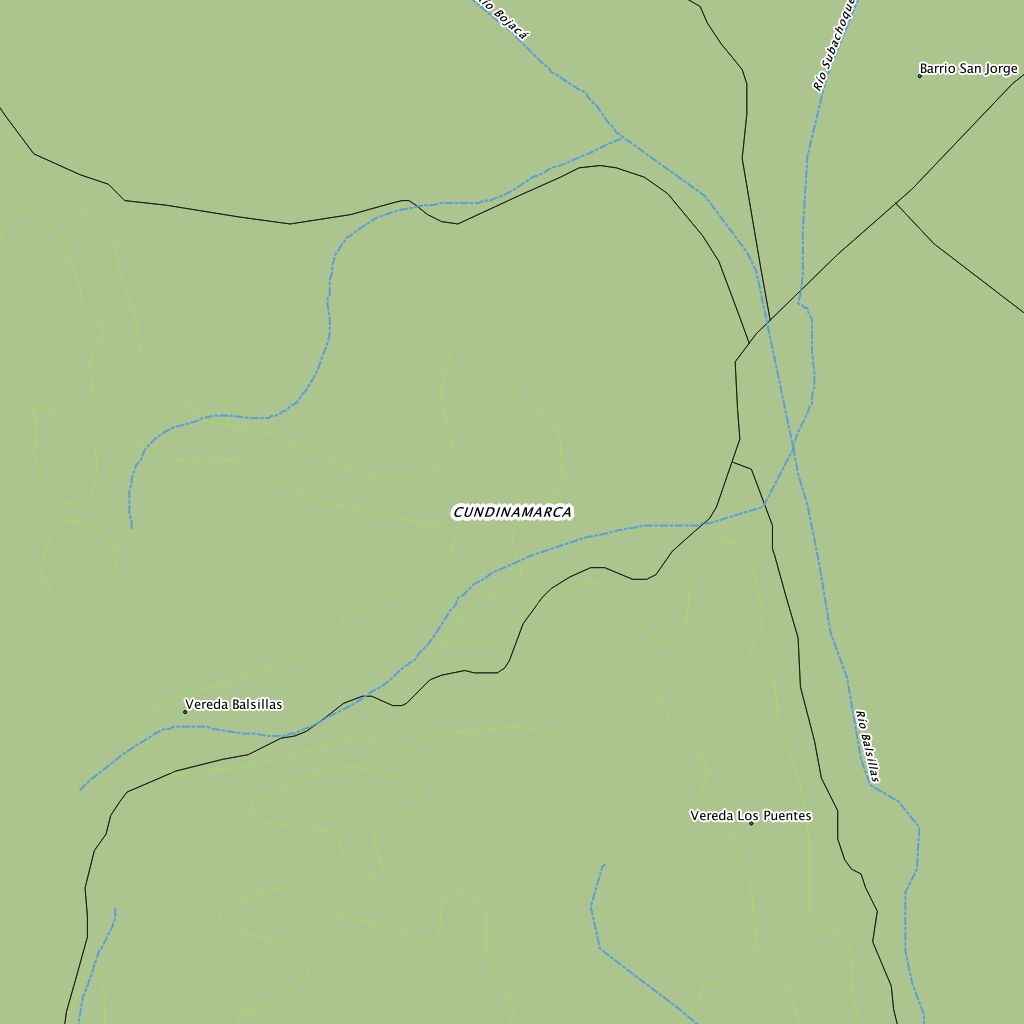 Río Bojacá
Río Subachoque
Barrio San Jorge
CUNDINAMARCA
Vereda Balsillas
Río Balsillas
Vereda Los Puentes